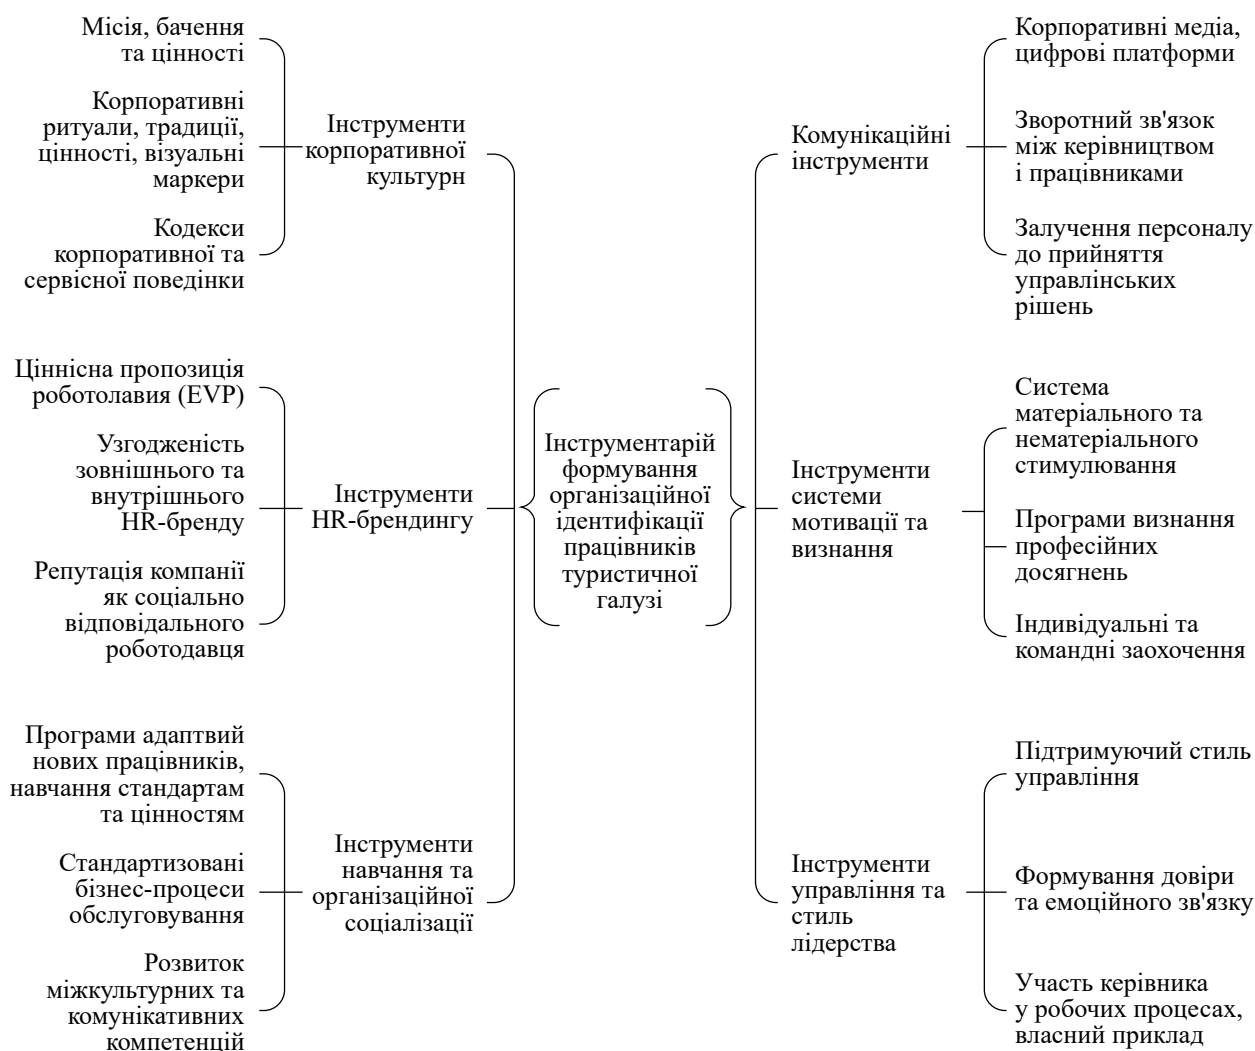 Місія, бачення
та цінності
Корпоративні
ритуали, традиції,
цінності, візуальні
маркери
Кодекси
корпоративної та
сервісної поведінки
Інструменти
корпоративної
культурн
Ціннісна пропозиція
роботолавия (EVP)
Узгодженість
зовнішнього та
внутрішнього
HR-бренду
Репутація компанії
як соціально
відповідального
роботодавця
Інструменти
HR-брендингу
Програми адаптвий
нових працівників,
навчання стандартам
та цінностям
Стандартизовані
бізнес-процеси
обслуговування
Розвиток
міжкультурних та
комунікативних
компетенцій
Інструменти
навчання та
організаційної
соціалізації
Інструментарій
формування
організаційної
ідентифікації
працівників
туристичної
галузі
Комунікаційні
інструменти
Корпоративні медіа,
цифрові платформи
Зворотний зв'язок
між керівництвом
і працівниками
Залучення персоналу
до прийняття
управлінських
рішень
Інструменти
системи
мотивації та
визнання
Система
матеріального та
нематеріального
стимулювання
Програми визнання
професійних
досягнень
Індивідуальні та
командні заохочення
Інструменти
управління та
стиль
лідерства
Підтримуючий стиль
управління
Формування довіри
та емоційного зв'язку
Участь керівника
у робочих процесах,
власний приклад